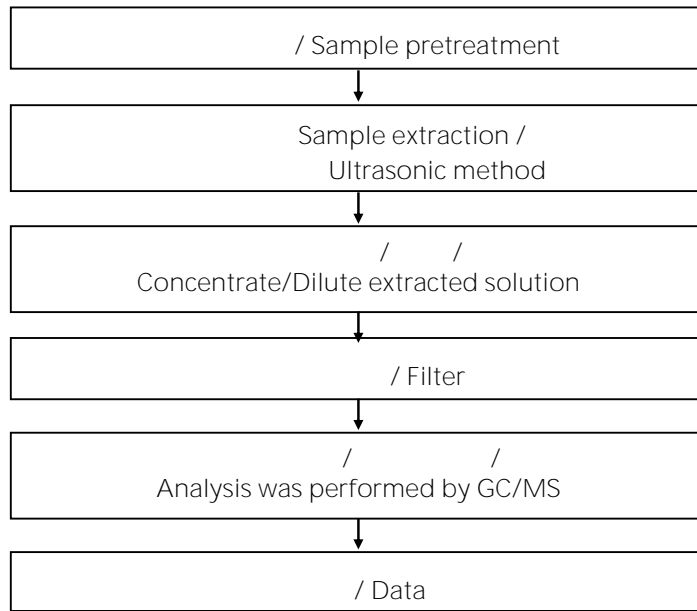 / Sample pretreatment
Sample extraction /
Ultrasonic method
/ /
Concentrate/Dilute extracted solution
/ Filter
/ /
Analysis was performed by GC/MS
/ Data